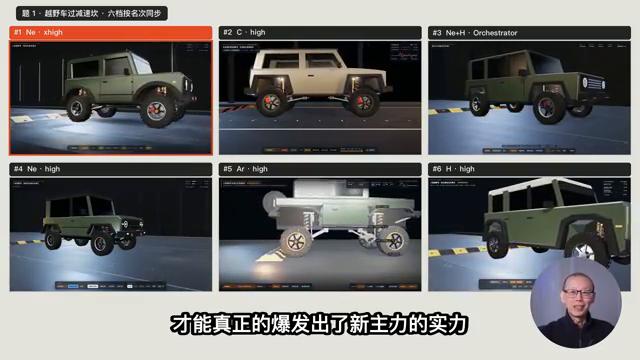 题 1 · 越野车过减速坎 · 六档按名次同步
#1 Ne · xhigh
#2 C · high
#3 Ne+H · Orchestrator
#4 Ne · high
#5 Ar · high
#6 H · high
才能真正的爆发出了新主力的实力